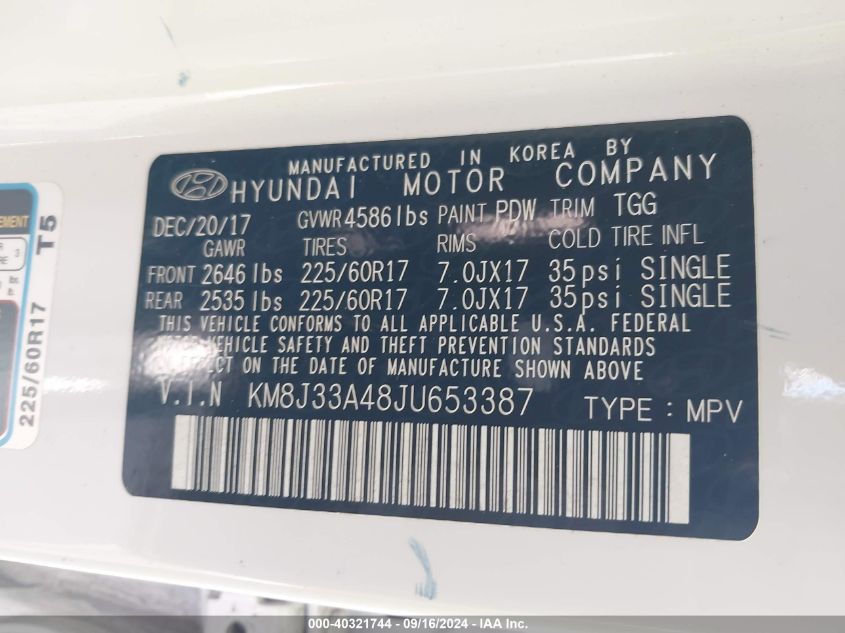 MANUFACTURED IN KOREA BY
HYUNDAI MOTOR COMPANY
DEC/20/17 GVWR 4586 lbs PAINT PDW TRIM TGG
GAWR TIRES RIMS COLD TIRE INFL
FRONT 2646 lbs 225/60R17 7.0JX17 35psi SINGLE
REAR 2535 lbs 225/60R17 7.0JX17 35psi SINGLE
THIS VEHICLE CONFORMS TO ALL APPLICABLE U.S.A. FEDERAL
MOTOR VEHICLE SAFETY AND THEFT PREVENTION STANDARDS
EFFECT ON THE DATE OF MANUFACTURE SHOWN ABOVE
V.I.N KM8J33A48JU653387 TYPE : MPV
T5
225/60R17
000-40321744 - 09/16/2024 - IAA Inc.